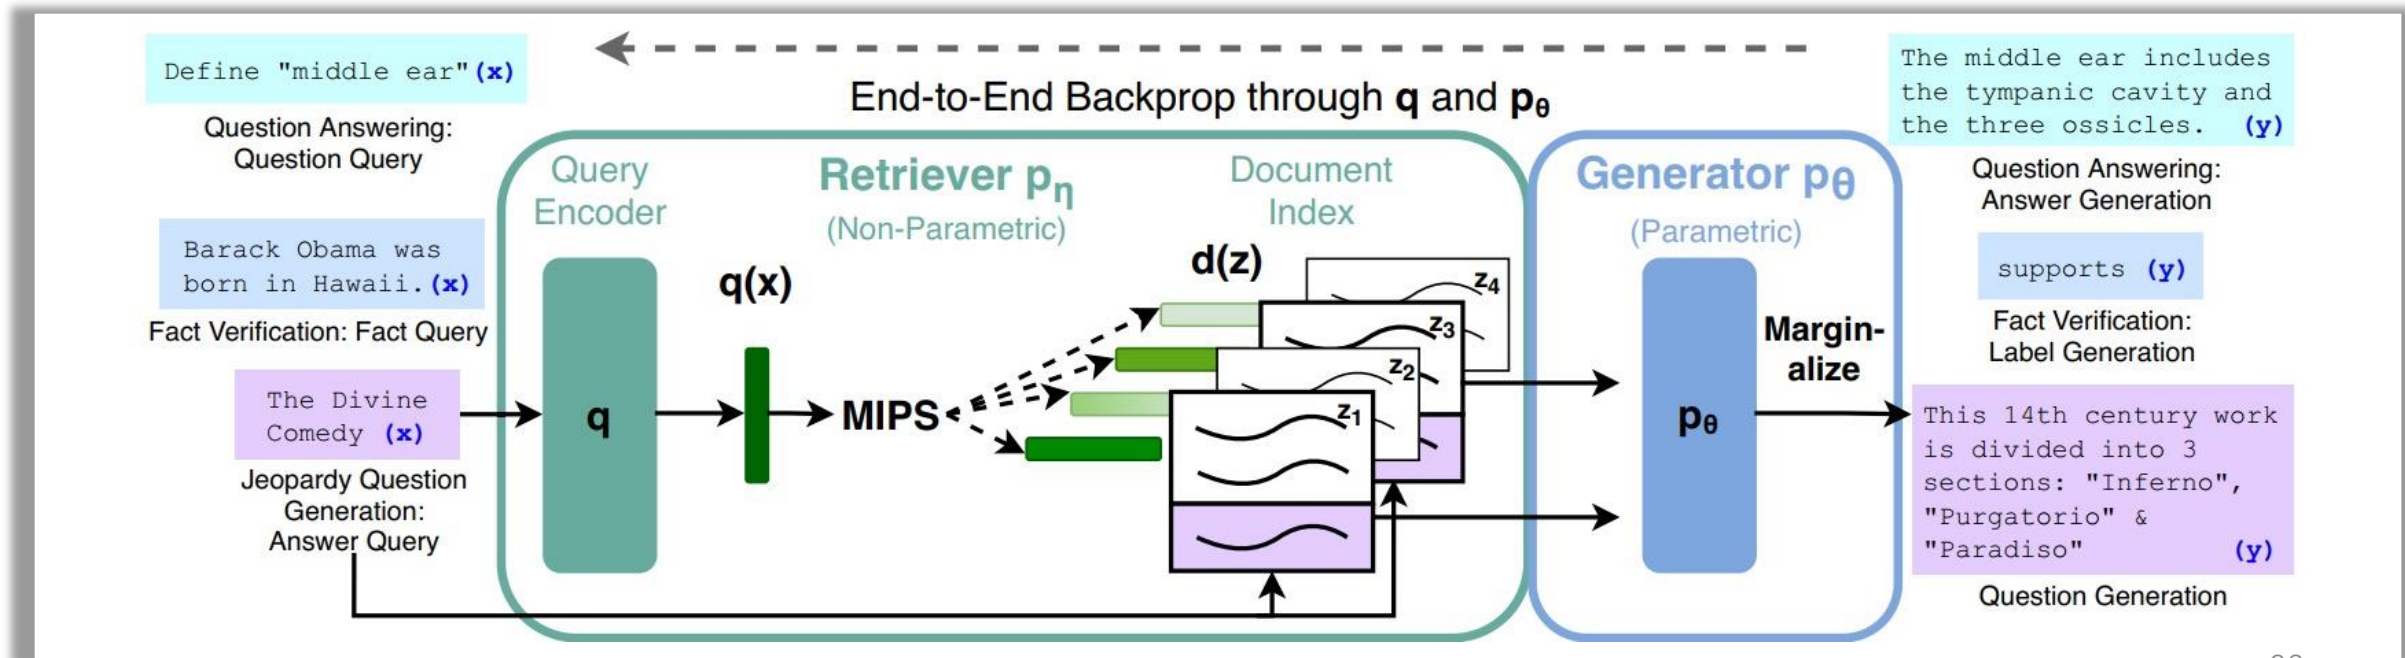 Define "middle ear"(x)
Question Answering:
Question Query
Barack Obama was
born in Hawaii.(x)
Fact Verification: Fact Query
The Divine
Comedy (x)
Jeopardy Question
Generation:
Answer Query
End-to-End Backprop through q and pθ
Query
Encoder
Retriever pη
(Non-Parametric)
Document
Index
q
q(x)
MIPS
d(z)
z4
z3
z2
z1
Generator pθ
(Parametric)
pθ
Margin-
alize
The middle ear includes
the tympanic cavity and
the three ossicles. (y)
Question Answering:
Answer Generation
supports (y)
Fact Verification:
Label Generation
This 14th century work
is divided into 3
sections: "Inferno",
"Purgatorio" &
"Paradiso" (y)
Question Generation